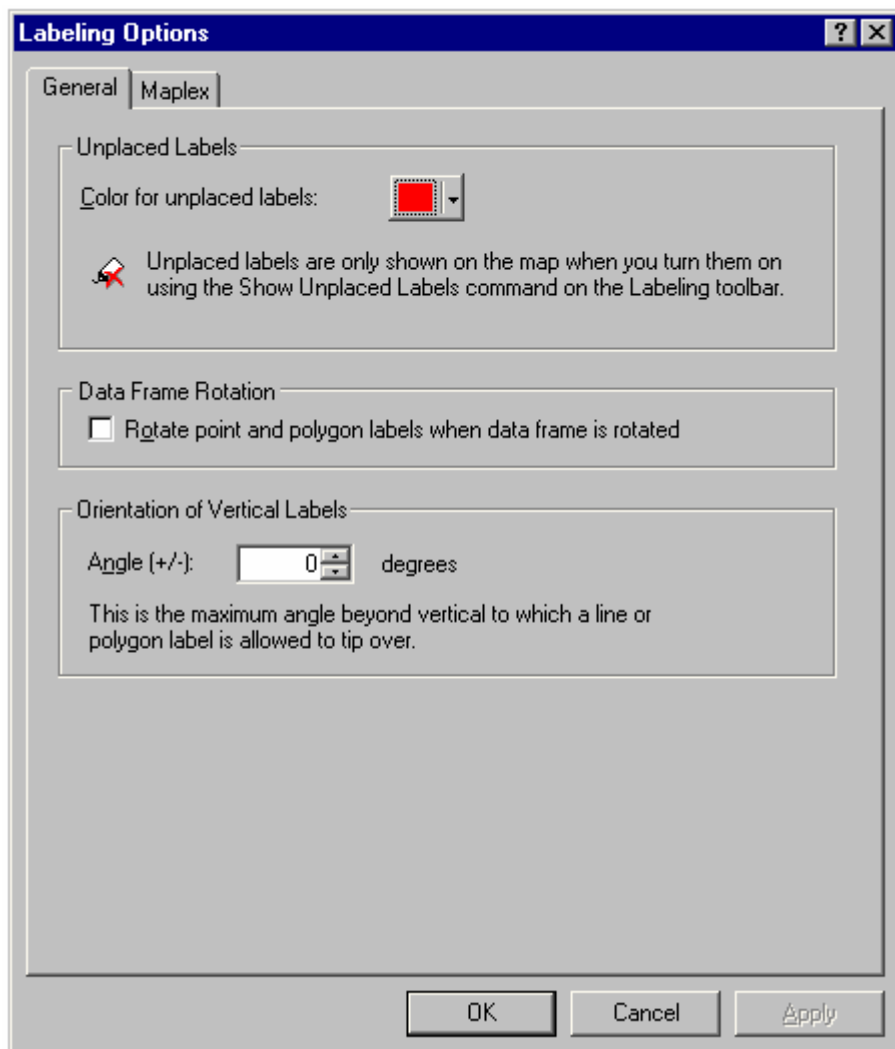 Labeling Options
General
Maplex
Unplaced Labels
Color for unplaced labels:
Unplaced labels are only shown on the map when you turn them on
using the Show Unplaced Labels command on the Labeling toolbar.
Data Frame Rotation
Rotate point and polygon labels when data frame is rotated
Orientation of Vertical Labels
Angle (+/-): 0 degrees
This is the maximum angle beyond vertical to which a line or
polygon label is allowed to tip over.
OK
Cancel
Apply